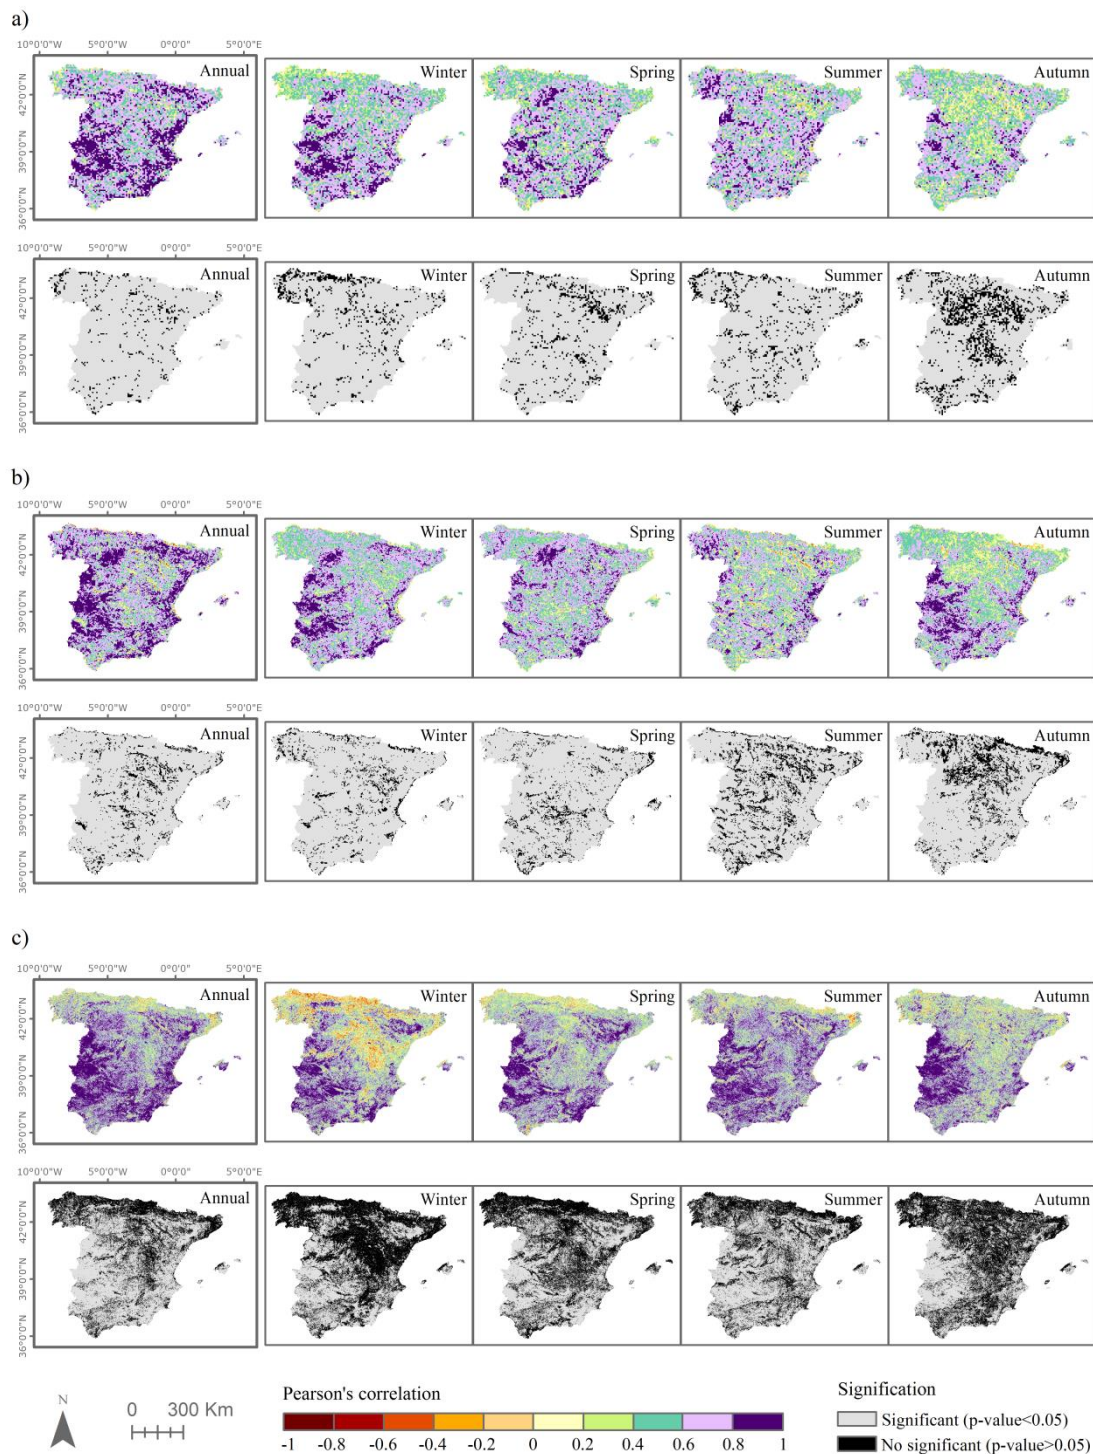 a)
10°0'0"W 5°0'0"W 0°0'0" 5°0'0"E
Annual Winter Spring Summer Autumn
42°0'0"N
39°0'0"N
36°0'0"N
10°0'0"W 5°0'0"W 0°0'0" 5°0'0"E
Annual Winter Spring Summer Autumn
42°0'0"N
39°0'0"N
36°0'0"N
b)
10°0'0"W 5°0'0"W 0°0'0" 5°0'0"E
Annual Winter Spring Summer Autumn
42°0'0"N
39°0'0"N
36°0'0"N
10°0'0"W 5°0'0"W 0°0'0" 5°0'0"E
Annual Winter Spring Summer Autumn
42°0'0"N
39°0'0"N
36°0'0"N
c)
10°0'0"W 5°0'0"W 0°0'0" 5°0'0"E
Annual Winter Spring Summer Autumn
42°0'0"N
39°0'0"N
36°0'0"N
10°0'0"W 5°0'0"W 0°0'0" 5°0'0"E
Annual Winter Spring Summer Autumn
42°0'0"N
39°0'0"N
36°0'0"N
N
0 300 Km
Pearson's correlation
-1 -0.8 -0.6 -0.4 -0.2 0 0.2 0.4 0.6 0.8 1
Signification
Significant (p-value<0.05)
No significant (p-value>0.05)